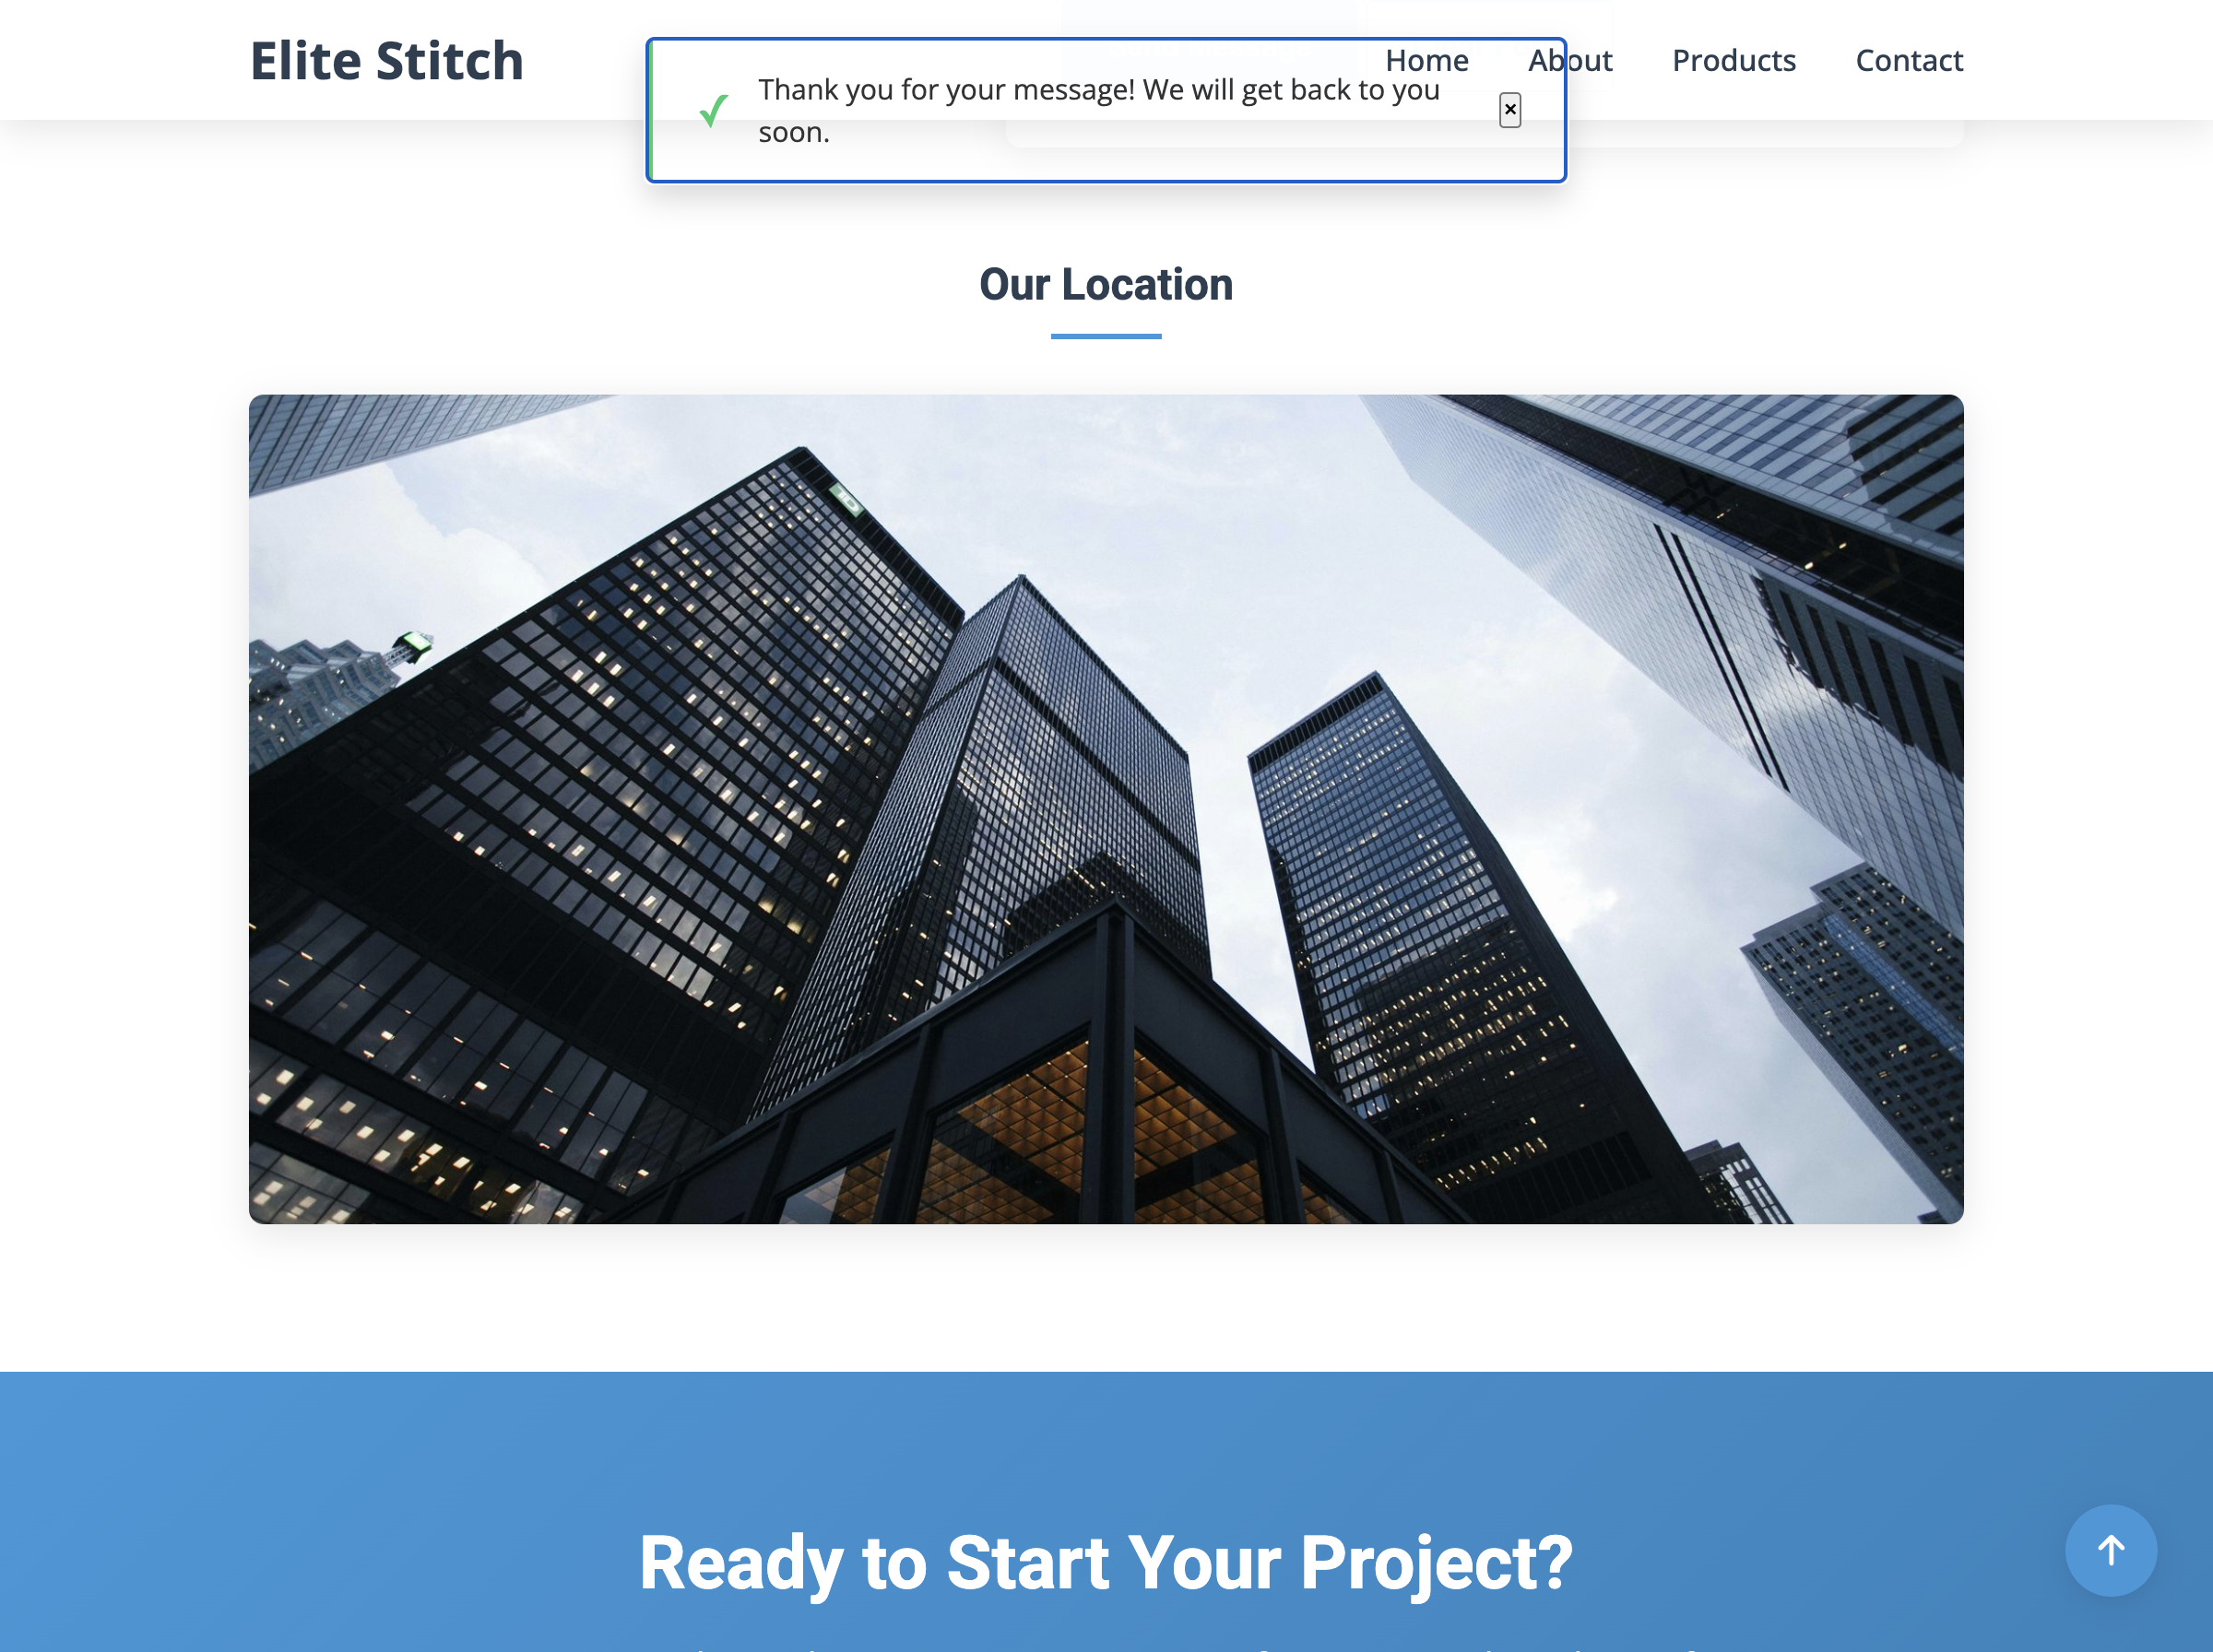 Elite Stitch
Home About Products Contact
Thank you for your message! We will get back to you
soon.
Our Location
Ready to Start Your Project?